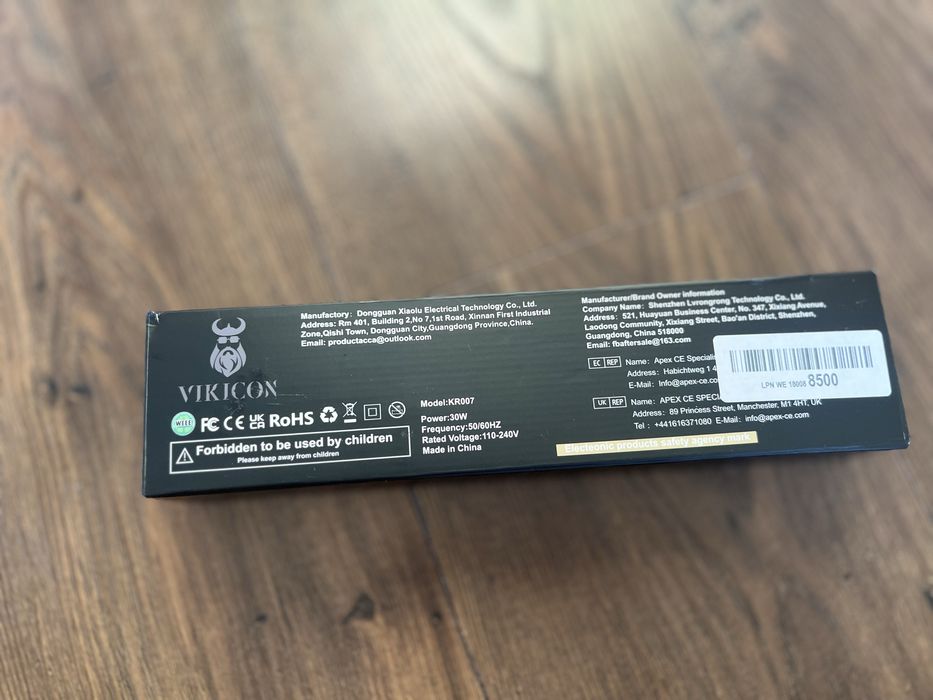 VIKICON
WEEE
FC CE UK CA RoHS
Forbidden to be used by children
Please keep away from children
Manufactory: Dongguan Xiaolu Electrical Technology Co., Ltd.
Address: Rm 401, Building 2,No 7,1st Road, Xinnan First Industrial
Zone,Qishi Town, Dongguan City,Guangdong Province,China.
Email: productacca@outlook.com
Model:KR007
Power:30W
Frequency:50/60HZ
Rated Voltage:110-240V
Made in China
Manufacturer/Brand Owner information
Company Name: Shenzhen Lvrongrong Technology Co., Ltd.
Address: 521, Huayuan Business Center, No. 347, Xixiang Avenue,
Laodong Community, Xixiang Street, Bao'an District, Shenzhen,
Guangdong, China 518000
Email: fbaftersale@163.com
EC REP Name: Apex CE Speciali
Address: Habichtweg 1 4
E-Mail: Info@apex-ce.co
UK REP Name: APEX CE SPECI
Address: 89 Princess Street, Manchester, M1 4HT, UK
Tel: +441616371080 E-Mail: Info@apex-ce.com
Electeonic products safety agency mark
LPN WE 18008 8500